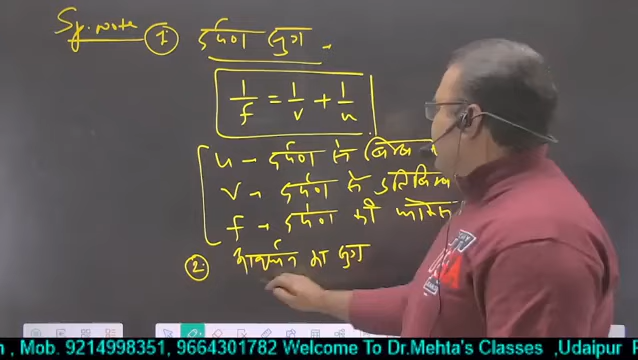 Sp. note ① दर्पण सुत्र .
1/f = 1/v + 1/u
u - दर्पण से बिम्ब
v - दर्पण से प्रतिबिम्ब
f - दर्पण की
② आवर्धन का सुत्र
, Mob. 9214998351, 9664301782 Welcome To Dr.Mehta's Classes , Udaipur To